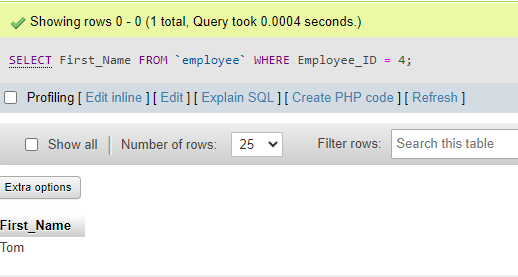 Showing rows 0 - 0 (1 total, Query took 0.0004 seconds.)
SELECT First_Name FROM `employee` WHERE Employee_ID = 4;
Profiling [ Edit inline ] [ Edit ] [ Explain SQL ] [ Create PHP code ] [ Refresh ]
Show all Number of rows: 25 Filter rows: Search this table
Extra options
First_Name
Tom